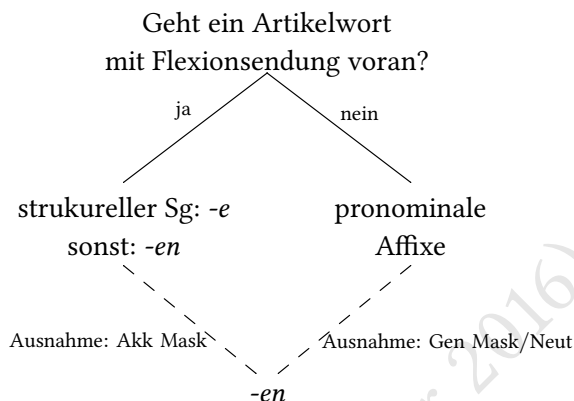 Geht ein Artikelwort
mit Flexionsendung voran?
ja
nein
strukureller Sg: -e
sonst: -en
pronominale
Affixe
Ausnahme: Akk Mask
Ausnahme: Gen Mask/Neut
-en
2016)